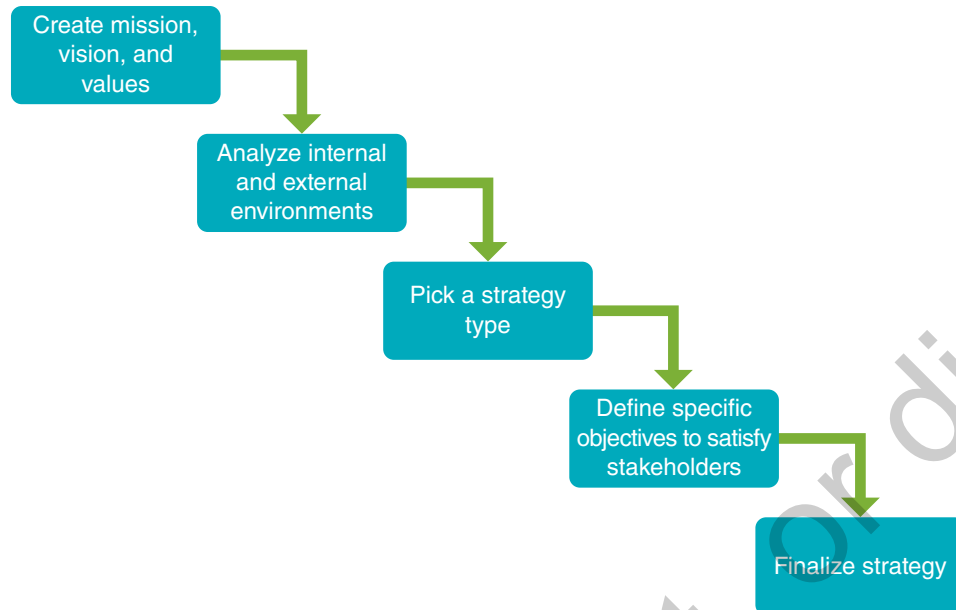 Create mission,
vision, and
values
Analyze internal
and external
environments
Pick a strategy
type
Define specific
objectives to satisfy
stakeholders
Finalize strategy
or